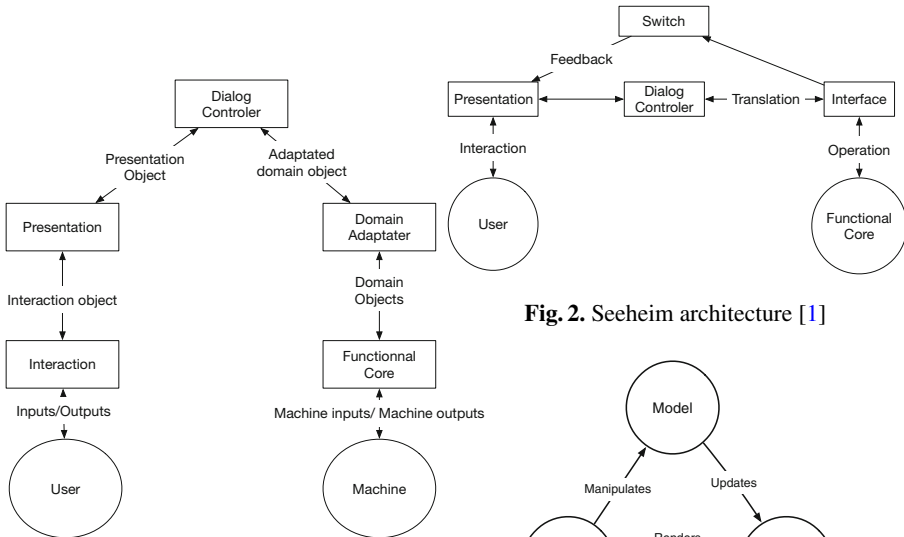 Dialog
Controler
Presentation
Object
Adaptated
domain object
Presentation
Domain
Adaptater
Interaction object
Domain
Objects
Interaction
Functionnal
Core
Inputs/Outputs
Machine inputs/ Machine outputs
User
Machine
Switch
Feedback
Presentation
Dialog
Controler
Translation
Interface
Interaction
Operation
User
Functional
Core
Fig. 2. Seeheim architecture [1]
Model
Manipulates
Updates